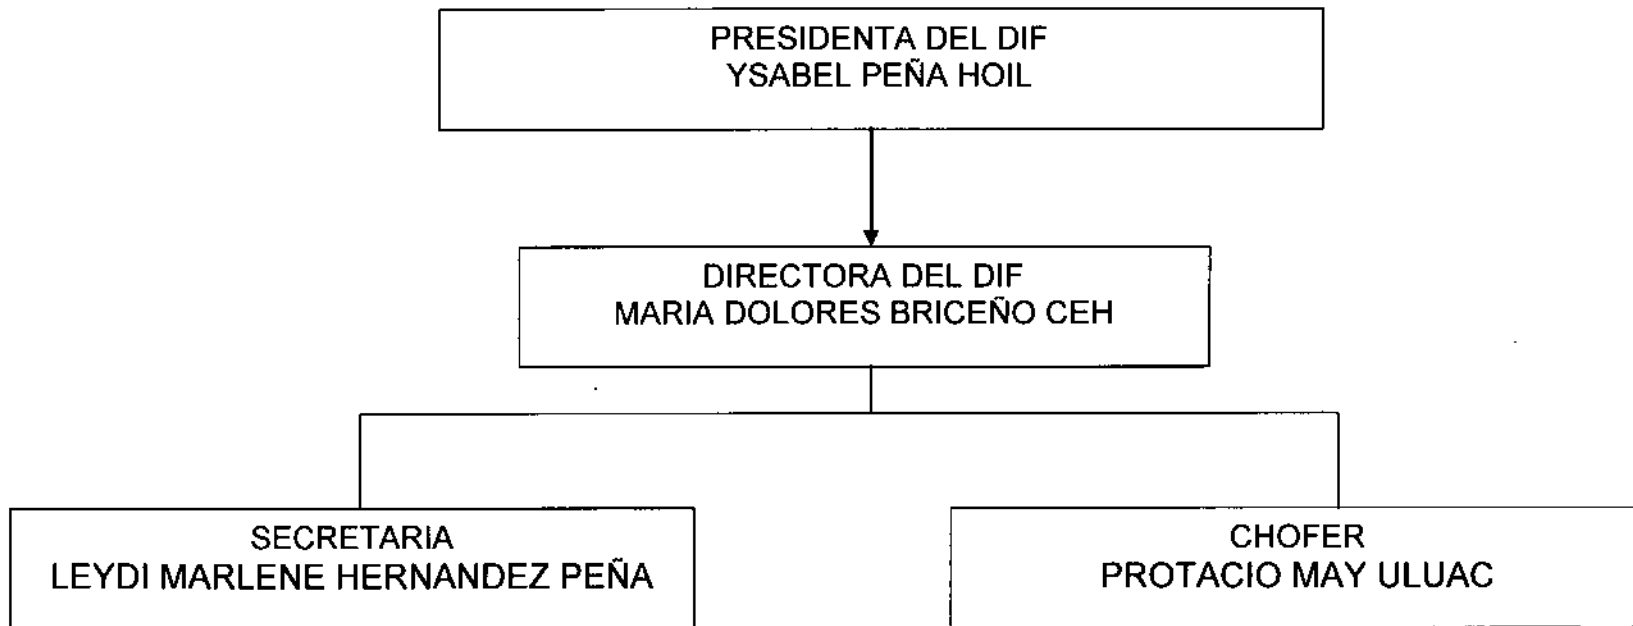 PRESIDENTA DEL DIF
YSABEL PEÑA HOIL
DIRECTORA DEL DIF
MARIA DOLORES BRICEÑO CEH
SECRETARIA
LEYDI MARLENE HERNANDEZ PEÑA
CHOFER
PROTACIO MAY ULUAC